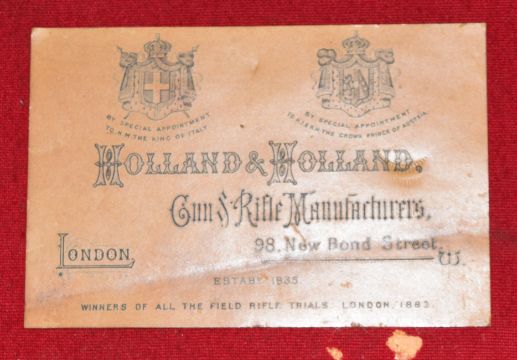 BY SPECIAL APPOINTMENT
TO H.M. THE KING OF ITALY
BY SPECIAL APPOINTMENT
TO H.I.&R.H. THE CROWN PRINCE OF AUSTRIA.
HOLLAND & HOLLAND.
Gun & Rifle Manufacturers,
98, New Bond Street,
LONDON, W.
ESTABD 1835
WINNERS OF ALL THE FIELD RIFLE TRIALS, LONDON, 1883.